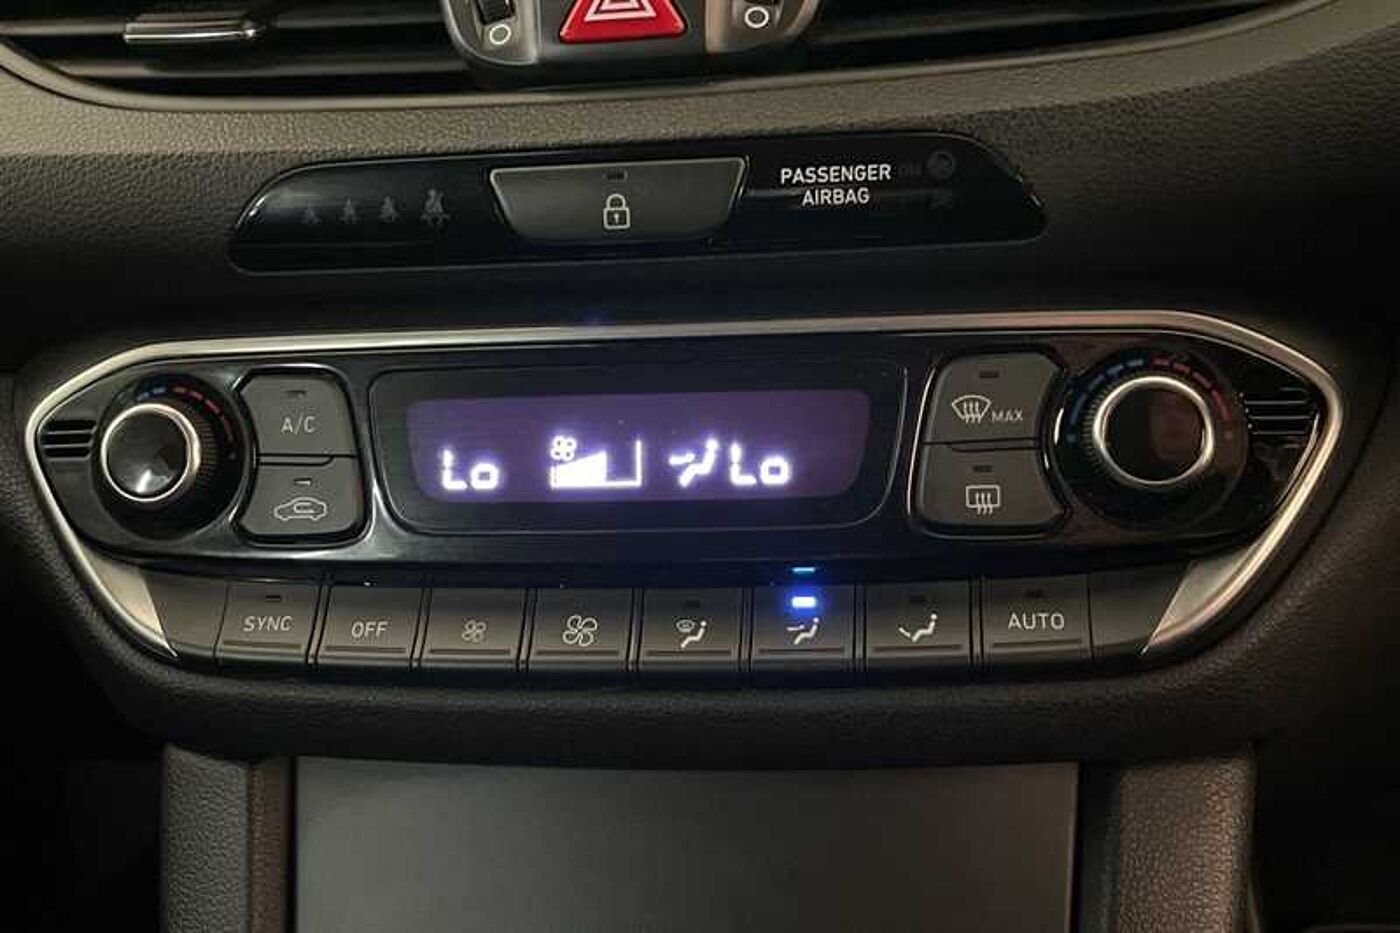 PASSENGER
AIRBAG
A/C
Lo
Lo
MAX
SYNC
OFF
AUTO